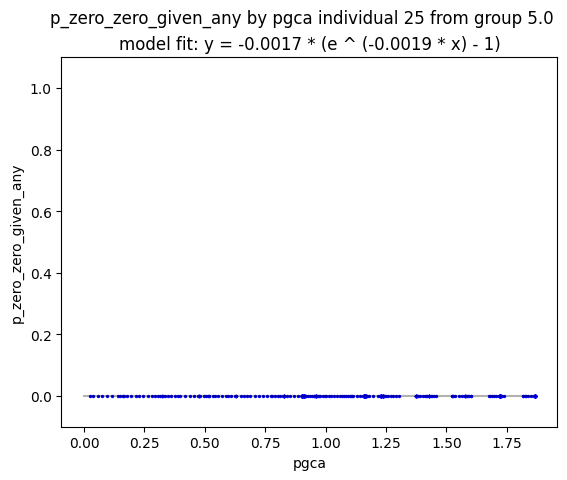 p_zero_zero_given_any by pgca individual 25 from group 5.0
model fit: y = -0.0017 * (e ^ (-0.0019 * x) - 1)
1.0
0.8
0.6
0.4
0.2
0.0
p_zero_zero_given_any
0.00 0.25 0.50 0.75 1.00 1.25 1.50 1.75
pgca